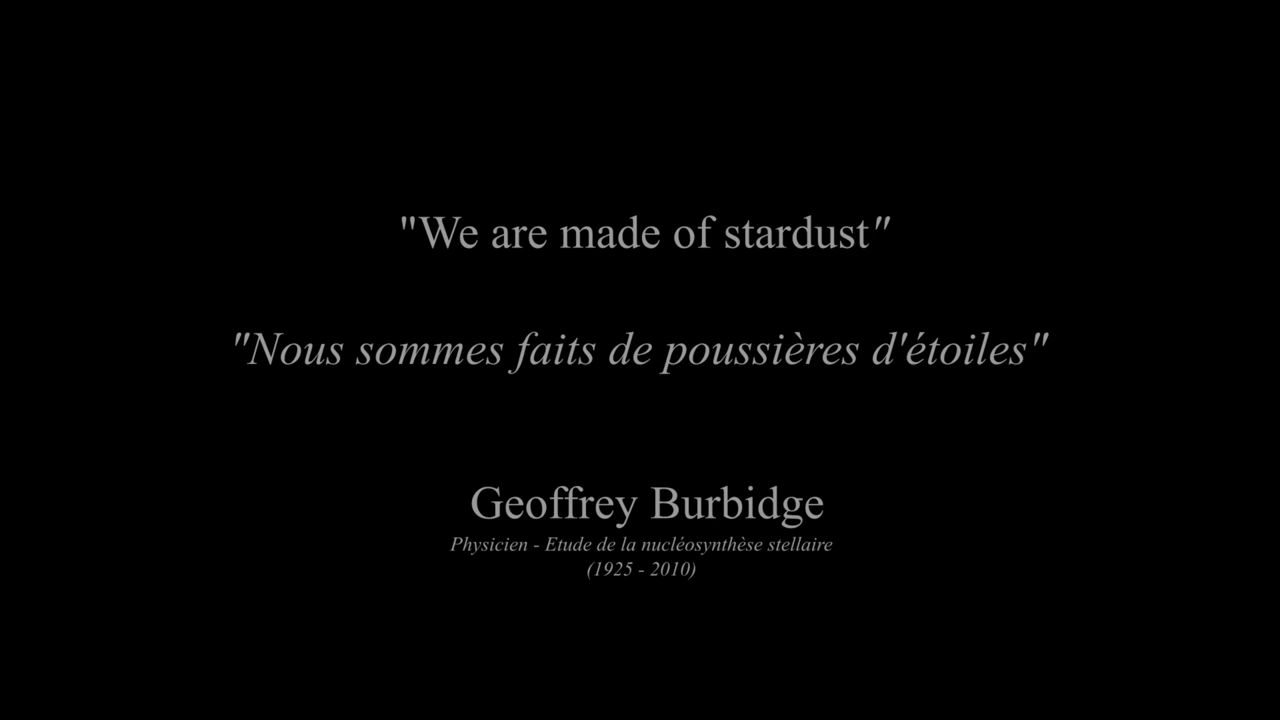 "We are made of stardust"
"Nous sommes faits de poussières d'étoiles"
Geoffrey Burbidge
Physicien - Etude de la nucléosynthèse stellaire
(1925 - 2010)